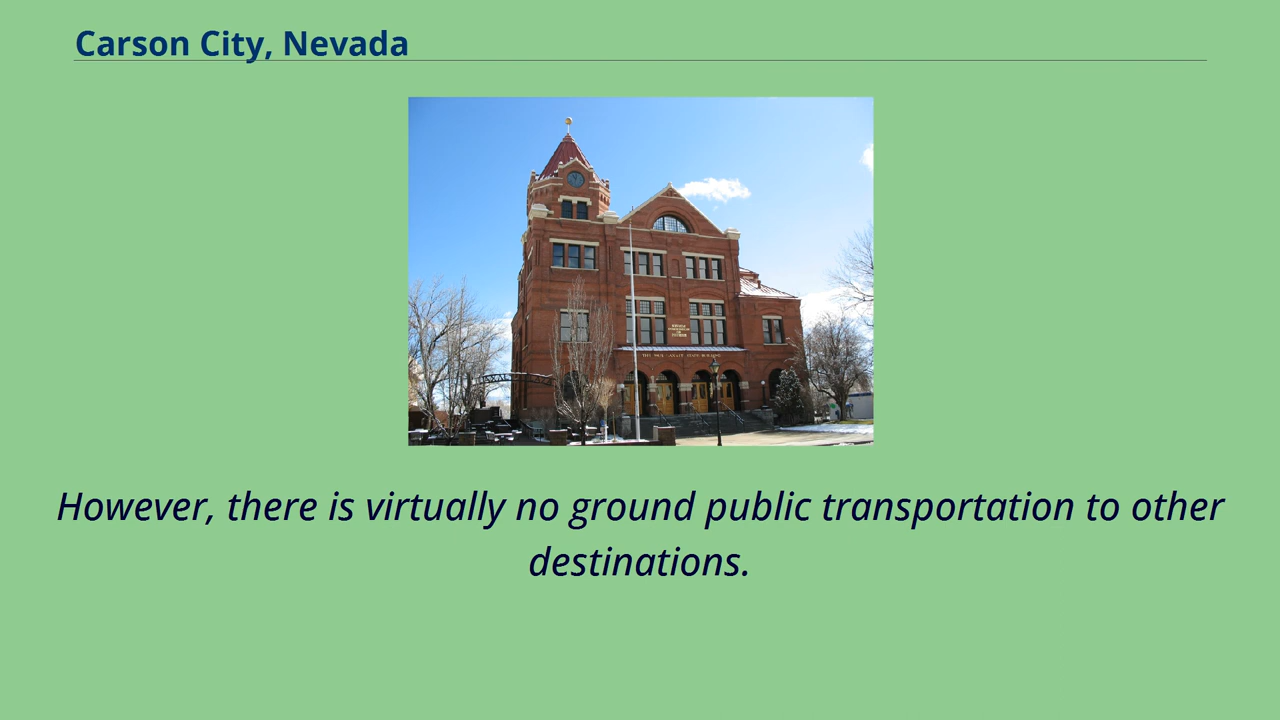 Carson City, Nevada
However, there is virtually no ground public transportation to other
destinations.